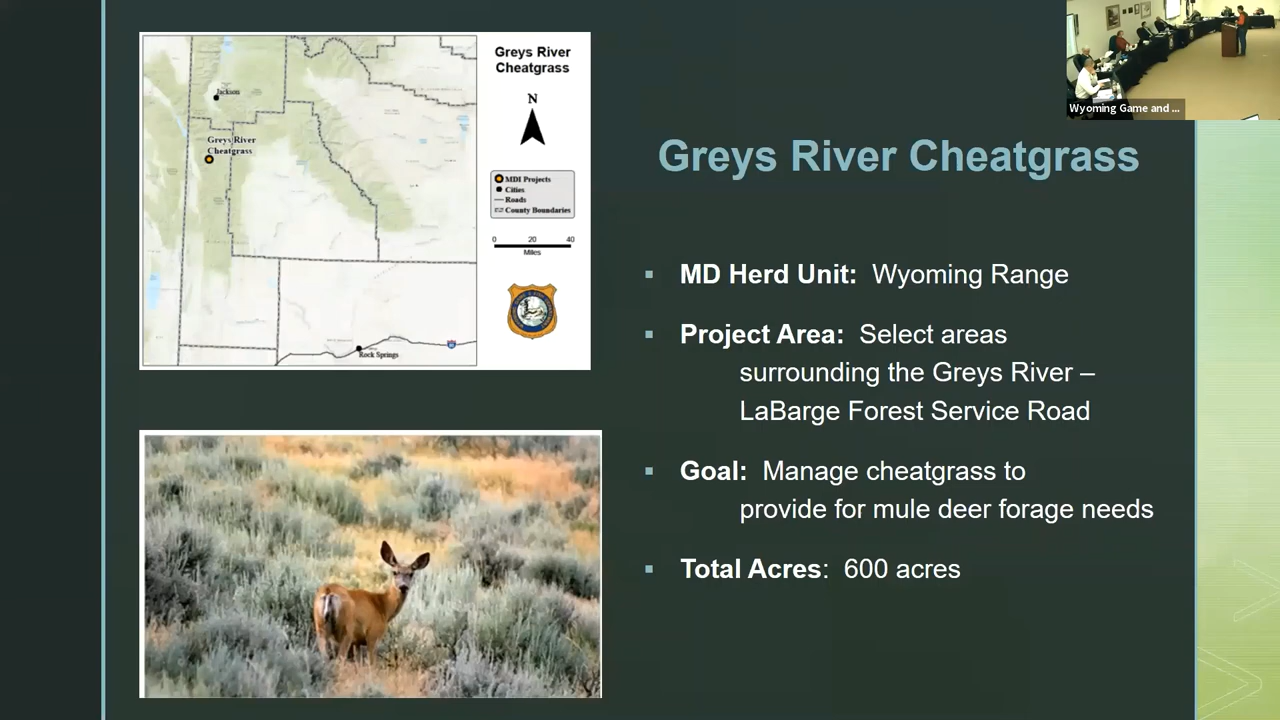 Greys River
Cheatgrass
N
Jackson
Greys River
Cheatgrass
MDI Projects
Cities
Roads
County Boundaries
0 20 40
Miles
Rock Springs
Wyoming Game and ...
Greys River Cheatgrass
MD Herd Unit: Wyoming Range
Project Area: Select areas
surrounding the Greys River –
LaBarge Forest Service Road
Goal: Manage cheatgrass to
provide for mule deer forage needs
Total Acres: 600 acres